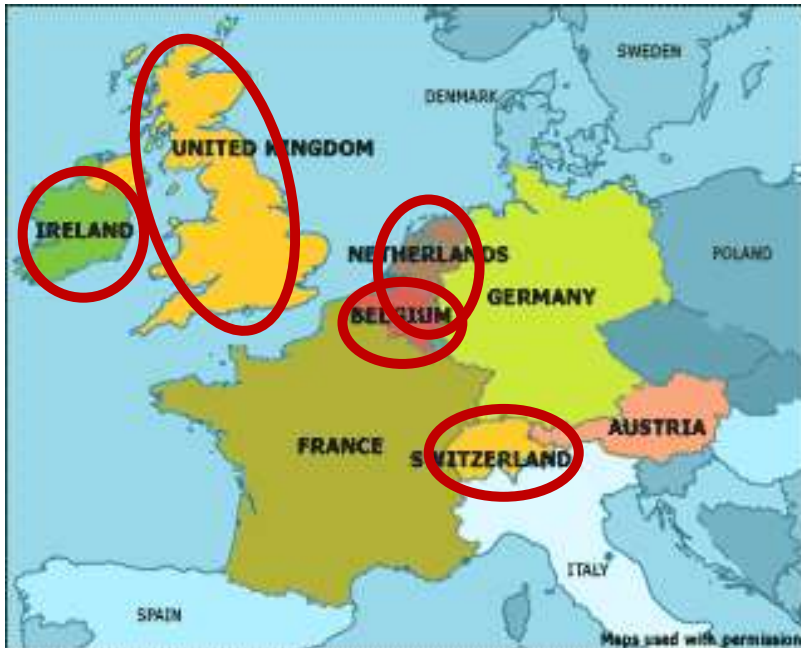 SWEDEN
DENMARK
UNITED KINGDOM
IRELAND
NETHERLANDS
POLAND
GERMANY
BELGIUM
AUSTRIA
FRANCE
SWITZERLAND
ITALY
SPAIN
Maps used with permission